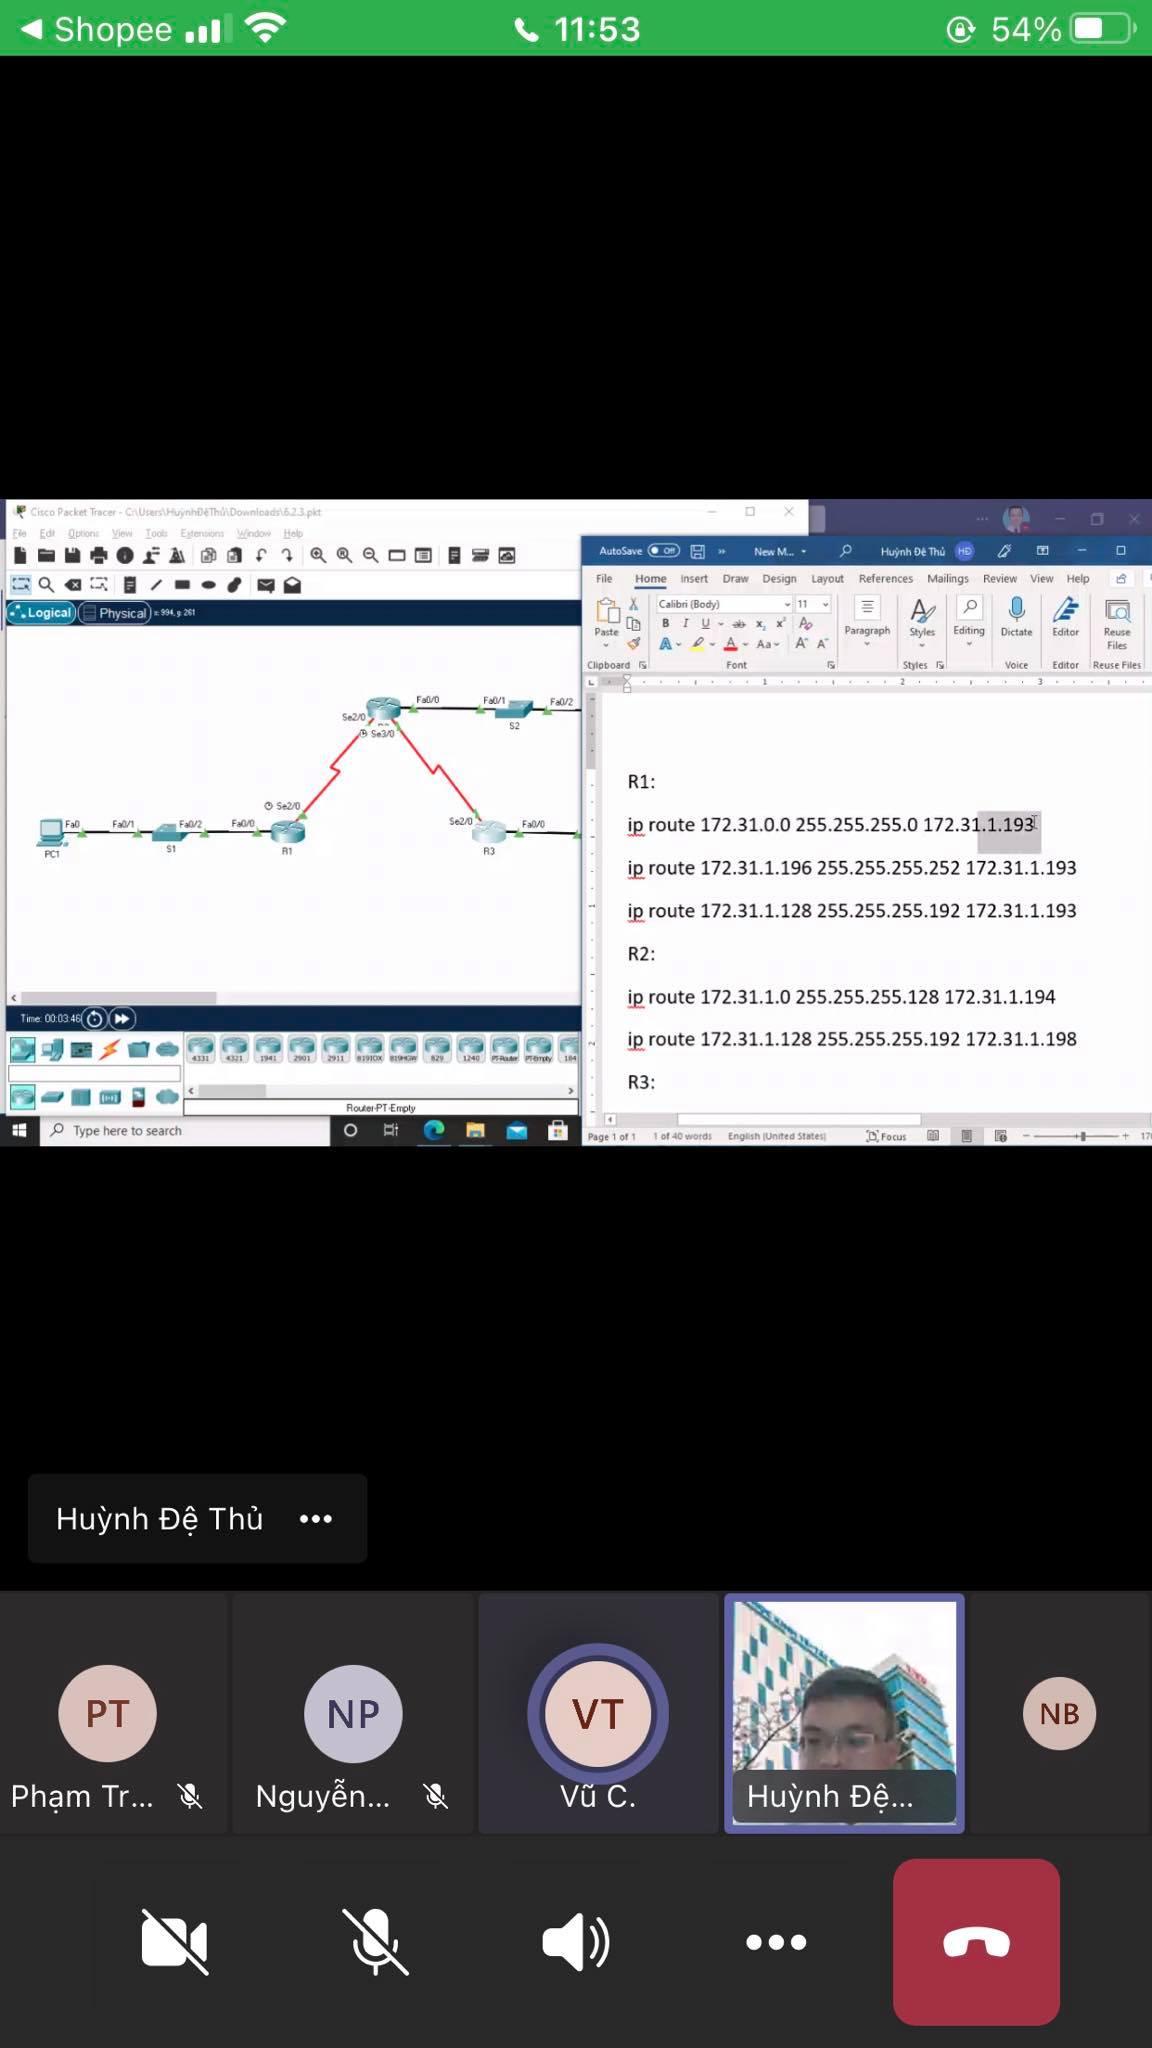 Shopee
11:53
54%
Cisco Packet Tracer - C:\Users\HuỳnhĐệThủ\Downloads\6.2.3.pkt
File Edit Options View Tools Extensions Window Help
Logical
Physical
x: 994, y: 261
Se2/0
Fa0/0
Fa0/1
Fa0/2
S2
Se3/0
Se2/0
PC1
Fa0
Fa0/1
S1
Fa0/2
Fa0/0
R1
Se2/0
R3
Fa0/0
Time: 00:03:46
4331
4321
1941
2901
2911
819IOX
819HGW
829
1240
PT-Router
PT-Empty
184
Router-PT-Empty
Type here to search
AutoSave Off
New M...
Huỳnh Đệ Thủ
HĐ
File Home Insert Draw Design Layout References Mailings Review View Help
Calibri (Body)
11
Paste
Paragraph
Styles
Editing
Dictate
Editor
Reuse Files
Clipboard
Font
Styles
Voice
Editor
Reuse Files
R1:
ip route 172.31.0.0 255.255.255.0 172.31.1.193
ip route 172.31.1.196 255.255.255.252 172.31.1.193
ip route 172.31.1.128 255.255.255.192 172.31.1.193
R2:
ip route 172.31.1.0 255.255.255.128 172.31.1.194
ip route 172.31.1.128 255.255.255.192 172.31.1.198
R3:
Page 1 of 1
1 of 40 words
English (United States)
Focus
Huỳnh Đệ Thủ
PT
Phạm Tr...
NP
Nguyễn...
VT
Vũ C.
Huỳnh Đệ...
NB